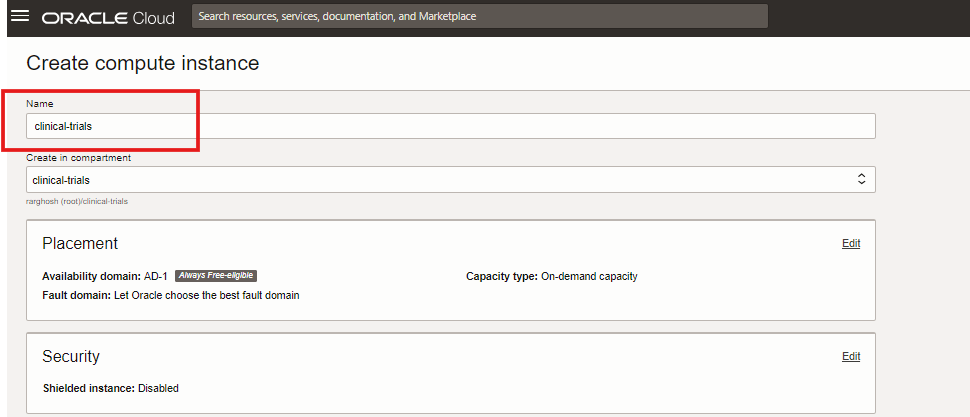 ORACLE Cloud
Search resources, services, documentation, and Marketplace
Create compute instance
Name
clinical-trials
Create in compartment
clinical-trials
rarghosh (root)/clinical-trials
Placement
Edit
Availability domain: AD-1 Always Free-eligible
Capacity type: On-demand capacity
Fault domain: Let Oracle choose the best fault domain
Security
Edit
Shielded instance: Disabled